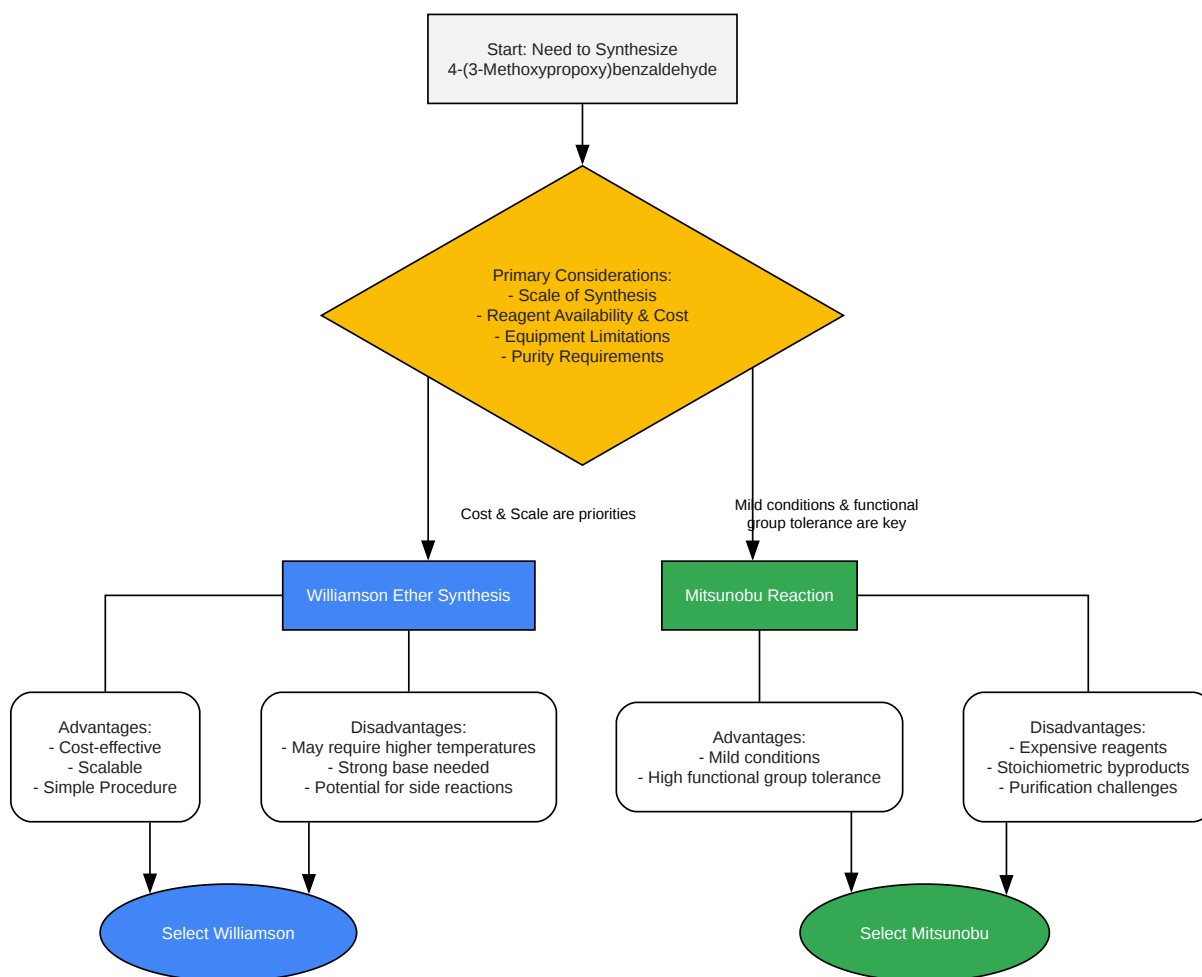 Start: Need to Synthesize
4-(3-Methoxypropoxy)benzaldehyde
Primary Considerations:
- Scale of Synthesis
- Reagent Availability & Cost
- Equipment Limitations
- Purity Requirements
Cost & Scale are priorities
Mild conditions & functional
group tolerance are key
Williamson Ether Synthesis
Mitsunobu Reaction
Advantages:
- Cost-effective
- Scalable
- Simple Procedure
Disadvantages:
- May require higher temperatures
- Strong base needed
- Potential for side reactions
Advantages:
- Mild conditions
- High functional group tolerance
Disadvantages:
- Expensive reagents
- Stoichiometric byproducts
- Purification challenges
Select Williamson
Select Mitsunobu